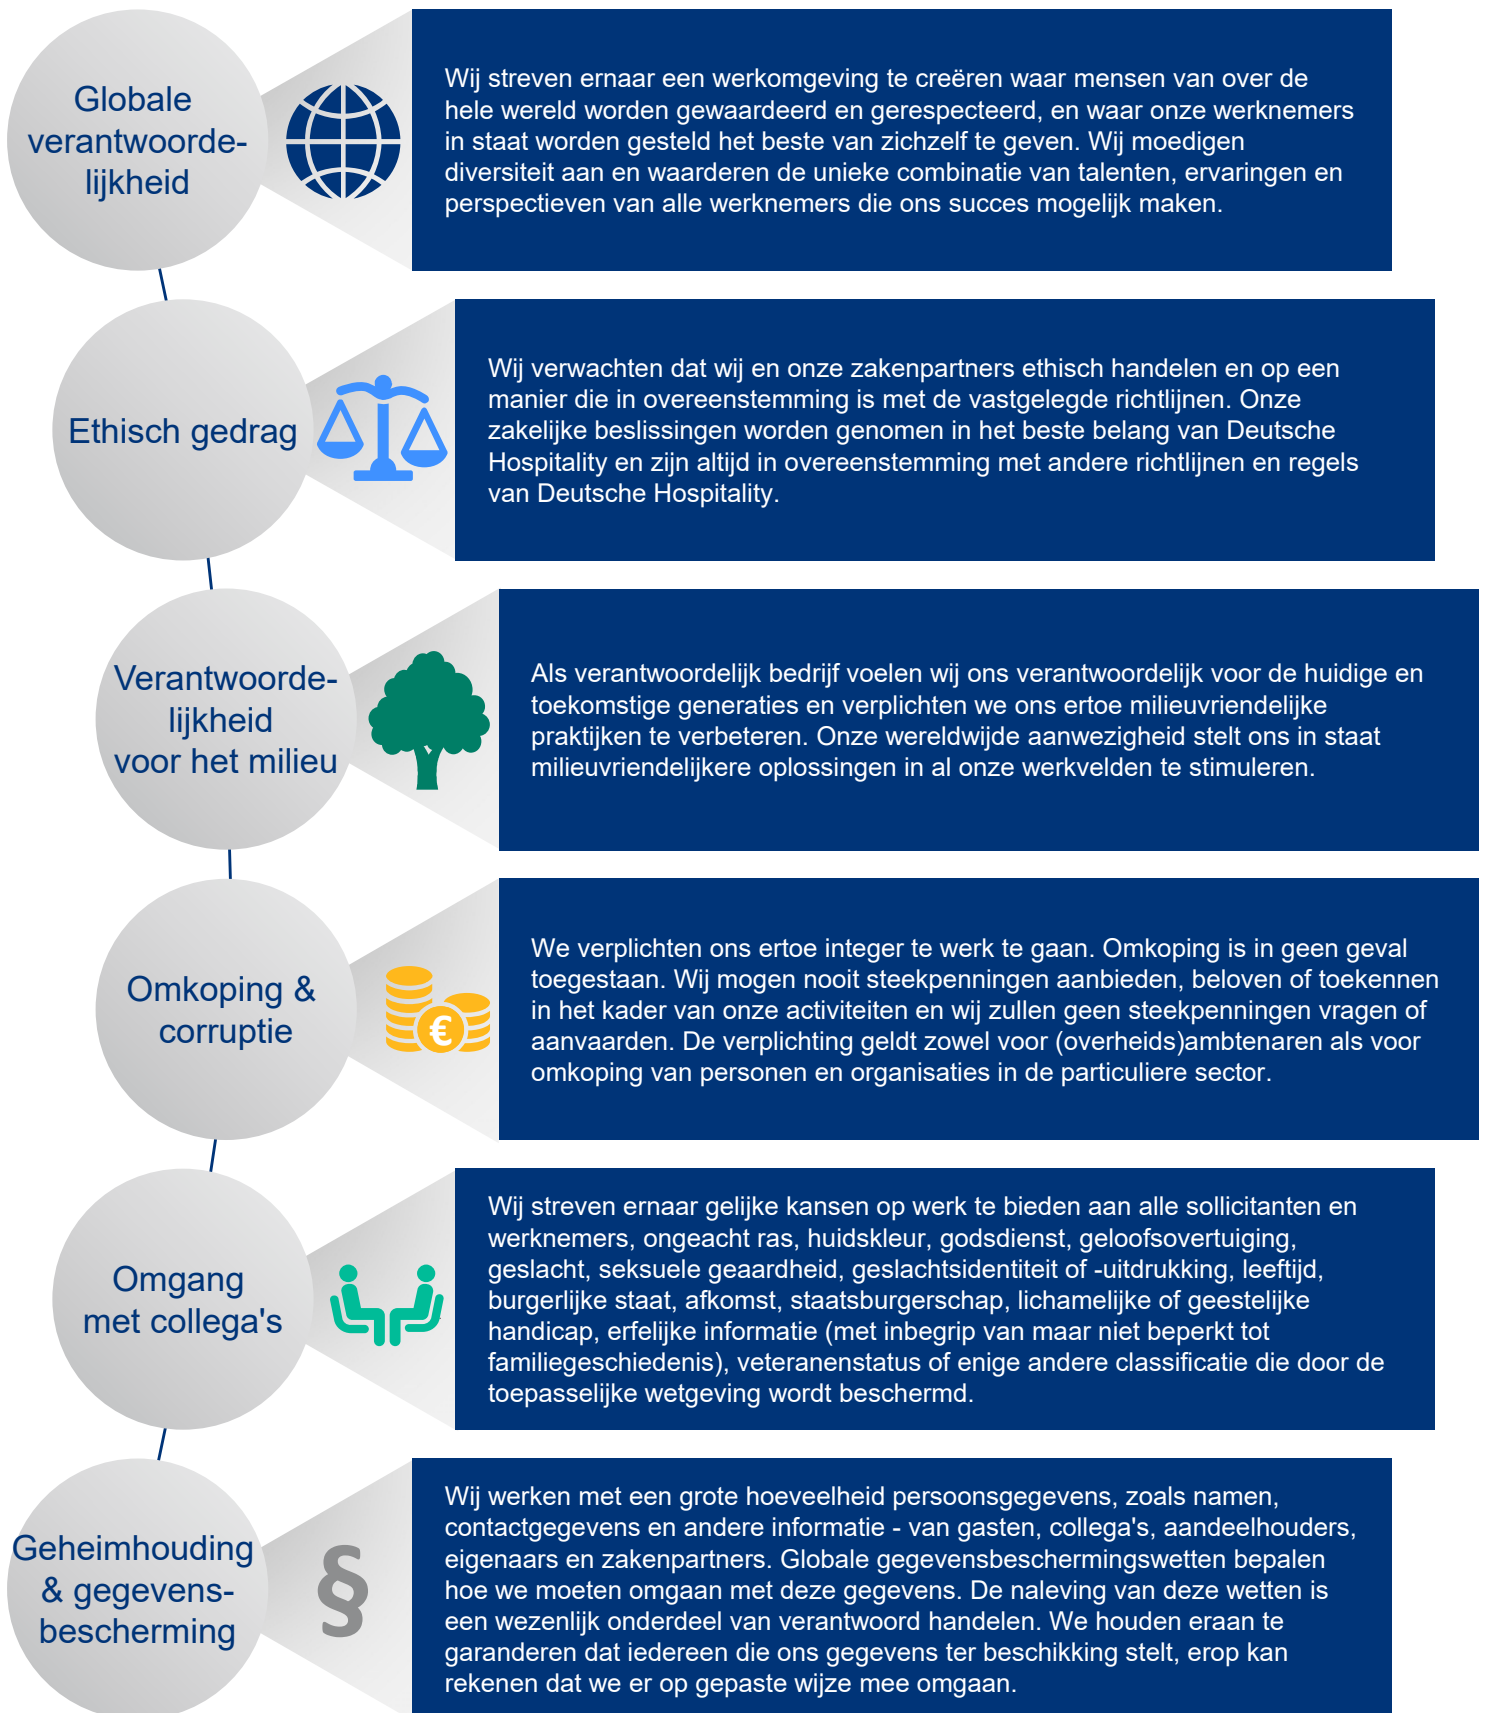 Globale
verantwoorde-
lijkheid
Wij streven ernaar een werkomgeving te creëren waar mensen van over de
hele wereld worden gewaardeerd en gerespecteerd, en waar onze werknemers
in staat worden gesteld het beste van zichzelf te geven. Wij moedigen
diversiteit aan en waarderen de unieke combinatie van talenten, ervaringen en
perspectieven van alle werknemers die ons succes mogelijk maken.
Ethisch gedrag
Wij verwachten dat wij en onze zakenpartners ethisch handelen en op een
manier die in overeenstemming is met de vastgelegde richtlijnen. Onze
zakelijke beslissingen worden genomen in het beste belang van Deutsche
Hospitality en zijn altijd in overeenstemming met andere richtlijnen en regels
van Deutsche Hospitality.
Verantwoorde-
lijkheid
voor het milieu
Als verantwoordelijk bedrijf voelen wij ons verantwoordelijk voor de huidige en
toekomstige generaties en verplichten we ons ertoe milieuvriendelijke
praktijken te verbeteren. Onze wereldwijde aanwezigheid stelt ons in staat
milieuvriendelijkere oplossingen in al onze werkvelden te stimuleren.
Omkoping &
corruptie
€
We verplichten ons ertoe integer te werk te gaan. Omkoping is in geen geval
toegestaan. Wij mogen nooit steekpenningen aanbieden, beloven of toekennen
in het kader van onze activiteiten en wij zullen geen steekpenningen vragen of
aanvaarden. De verplichting geldt zowel voor (overheids)ambtenaren als voor
omkoping van personen en organisaties in de particuliere sector.
Omgang
met collega's
Wij streven ernaar gelijke kansen op werk te bieden aan alle sollicitanten en
werknemers, ongeacht ras, huidskleur, godsdienst, geloofsovertuiging,
geslacht, seksuele geaardheid, geslachtsidentiteit of -uitdrukking, leeftijd,
burgerlijke staat, afkomst, staatsburgerschap, lichamelijke of geestelijke
handicap, erfelijke informatie (met inbegrip van maar niet beperkt tot
familiegeschiedenis), veteranenstatus of enige andere classificatie die door de
toepasselijke wetgeving wordt beschermd.
Geheimhouding
& gegevens-
bescherming
§
Wij werken met een grote hoeveelheid persoonsgegevens, zoals namen,
contactgegevens en andere informatie - van gasten, collega's, aandeelhouders,
eigenaars en zakenpartners. Globale gegevensbeschermingswetten bepalen
hoe we moeten omgaan met deze gegevens. De naleving van deze wetten is
een wezenlijk onderdeel van verantwoord handelen. We houden eraan te
garanderen dat iedereen die ons gegevens ter beschikking stelt, erop kan
rekenen dat we er op gepaste wijze mee omgaan.